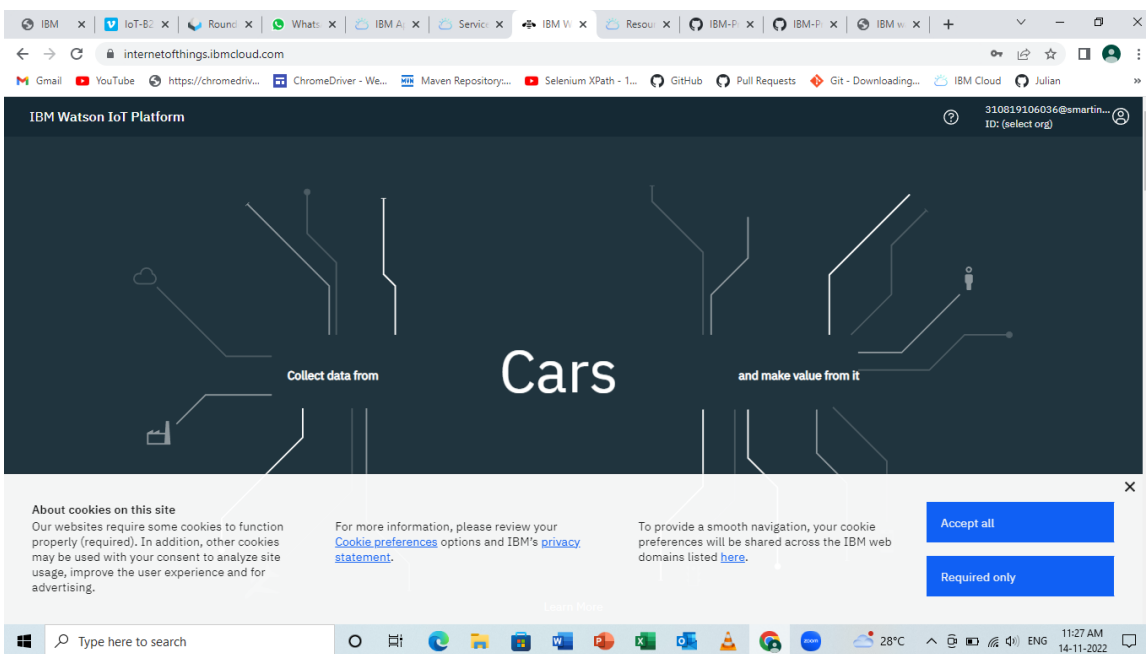 IBM
IoT-B2
Round
Whats
IBM A
Service
IBM W
Resour
IBM-P
IBM-P
IBM w
internetofthings.ibmcloud.com
Gmail YouTube https://chromedriv... ChromeDriver - We... Maven Repository:... Selenium XPath - 1... GitHub Pull Requests Git - Downloading... IBM Cloud Julian »
IBM Watson IoT Platform
310819106036@smartin...
ID: (select org)
Collect data from
Cars
and make value from it
About cookies on this site
Our websites require some cookies to function
properly (required). In addition, other cookies
may be used with your consent to analyze site
usage, improve the user experience and for
advertising.
For more information, please review your
Cookie preferences options and IBM's privacy
statement.
To provide a smooth navigation, your cookie
preferences will be shared across the IBM web
domains listed here.
Accept all
Required only
Learn More
Type here to search
zoom
28°C
ENG
11:27 AM
14-11-2022